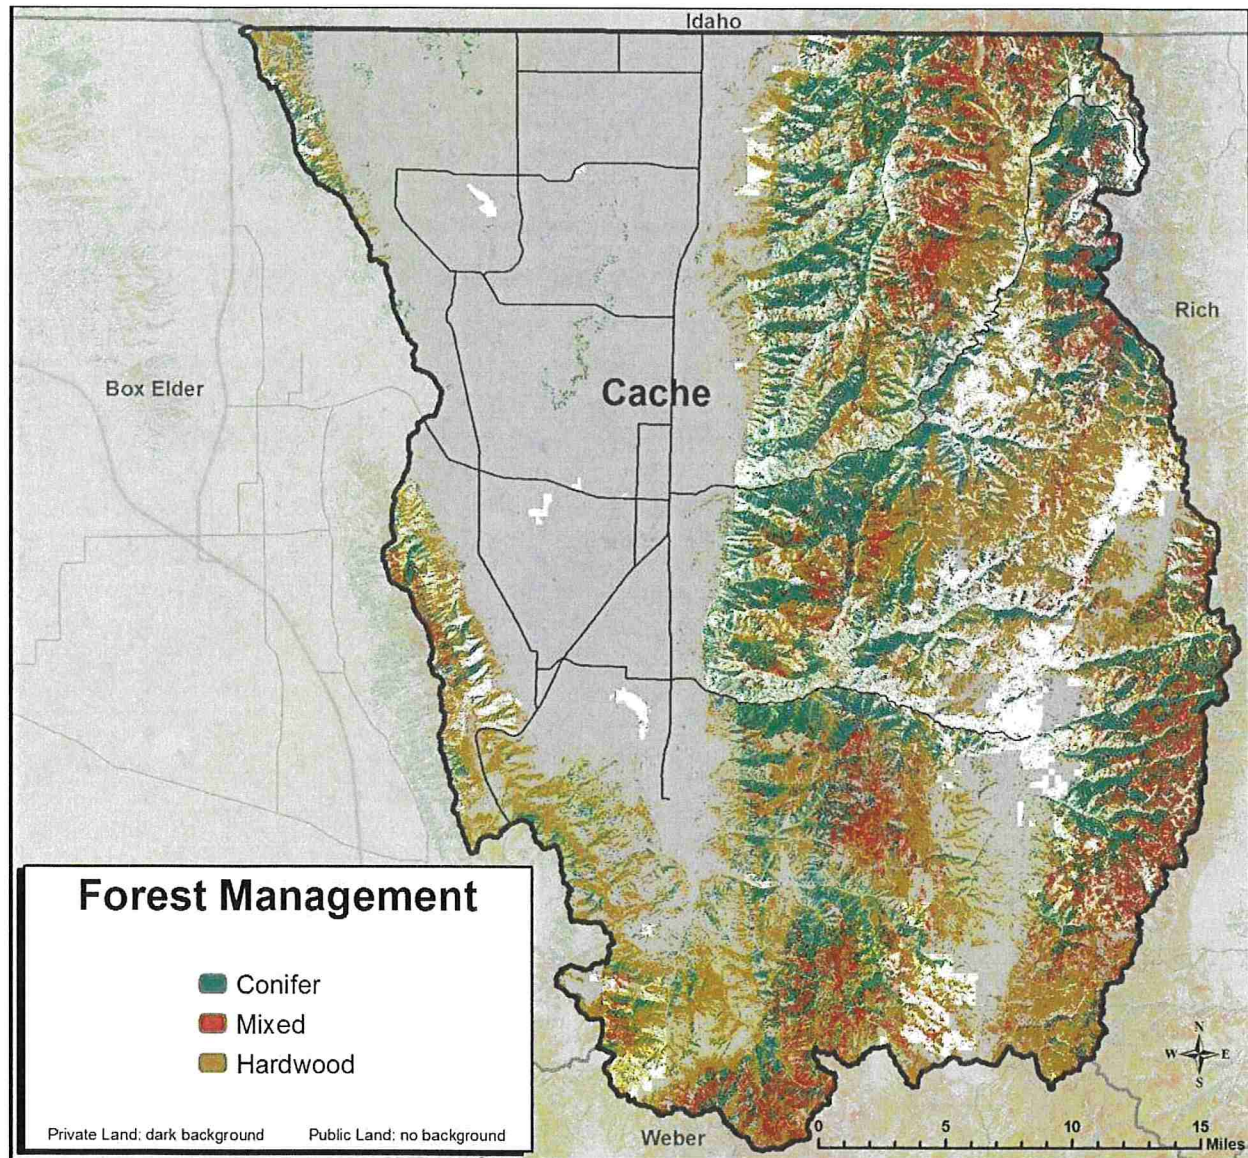 Idaho
Rich
Box Elder
Cache
Forest Management
Conifer
Mixed
Hardwood
Private Land: dark background Public Land: no background
Weber
N
W E
S
0 5 10 15
Miles